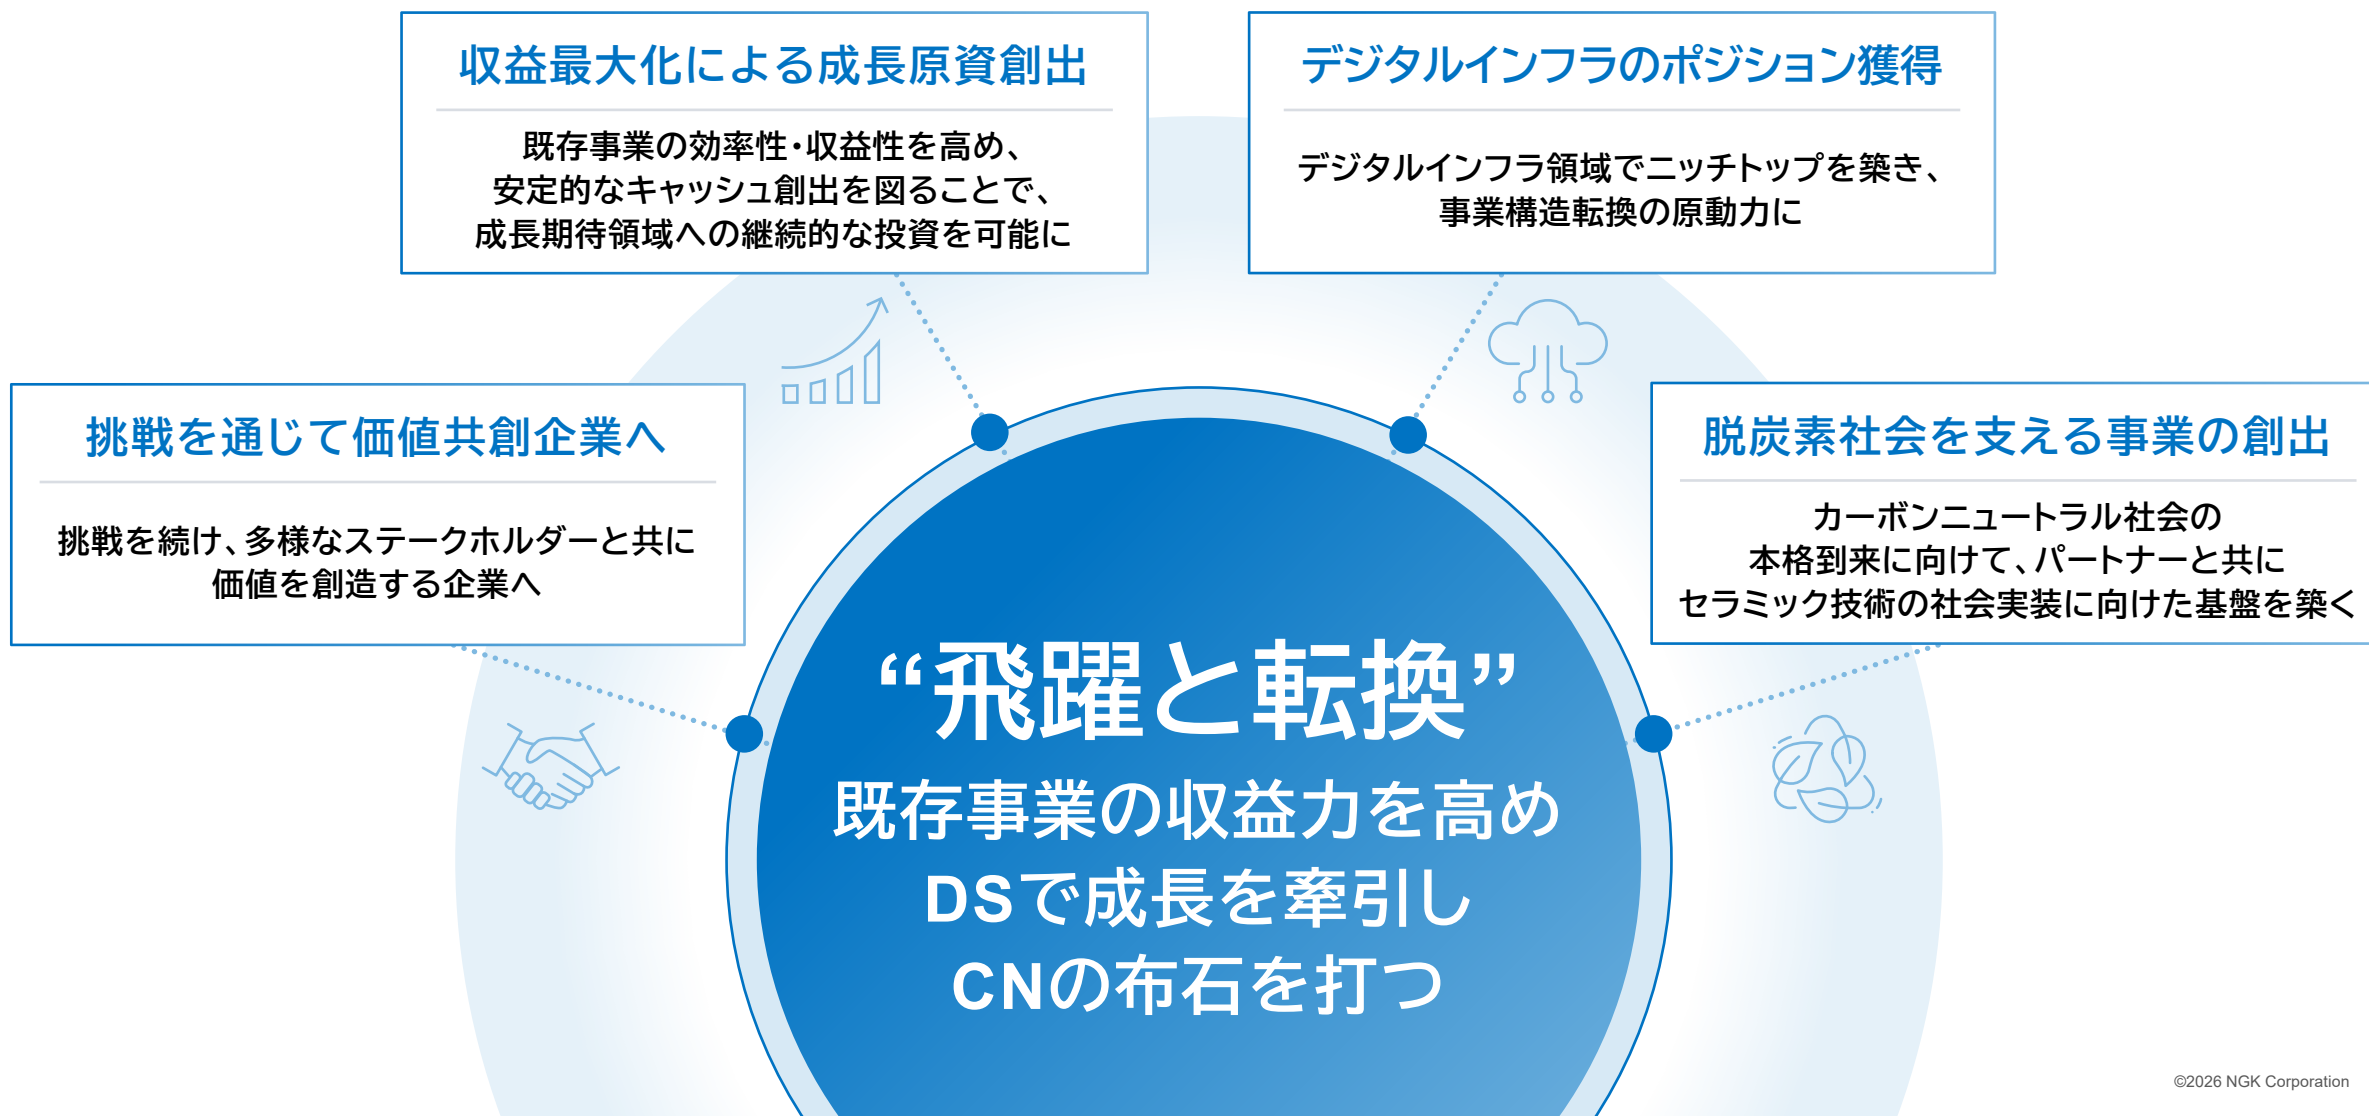 収益最大化による成長原資創出
既存事業の効率性・収益性を高め、
安定的なキャッシュ創出を図ることで、
成長期待領域への継続的な投資を可能に
デジタルインフラのポジション獲得
デジタルインフラ領域でニッチトップを築き、
事業構造転換の原動力に
挑戦を通じて価値共創企業へ
挑戦を続け、多様なステークホルダーと共に
価値を創造する企業へ
脱炭素社会を支える事業の創出
カーボンニュートラル社会の
本格到来に向けて、パートナーと共に
セラミック技術の社会実装に向けた基盤を築く
“飛躍と転換”
既存事業の収益力を高め
DSで成長を牽引し
CNの布石を打つ
©2026 NGK Corporation